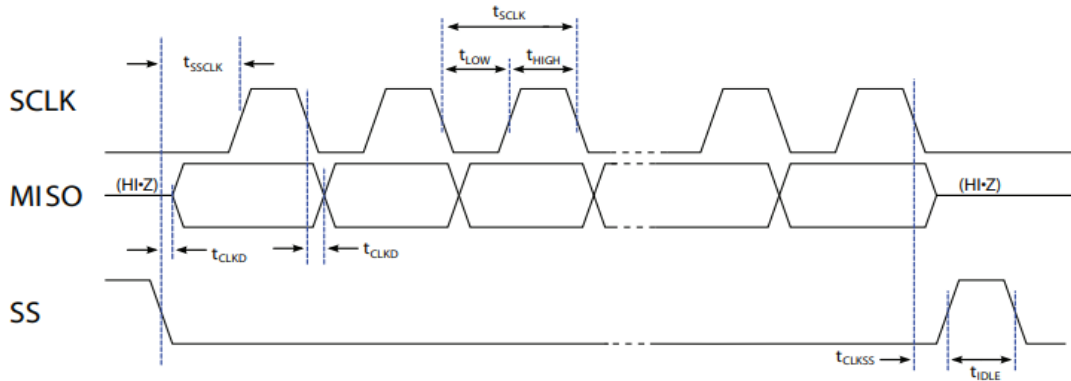 tSCLK
tSSCLK
tLOW
tHIGH
SCLK
(HI•Z)
(HI•Z)
MISO
tCLKD
tCLKD
SS
tCLKSS
tIDLE